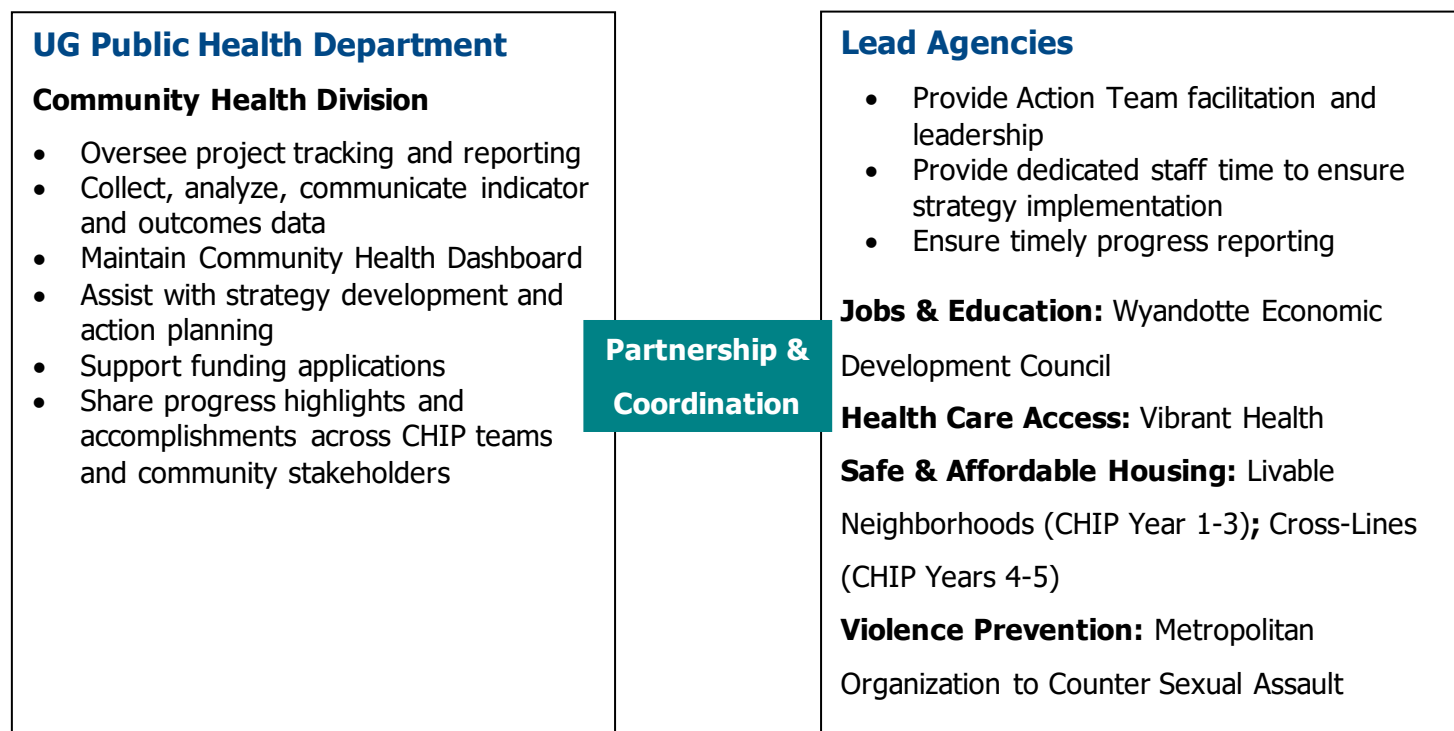 UG Public Health Department
Community Health Division
• Oversee project tracking and reporting
• Collect, analyze, communicate indicator
and outcomes data
• Maintain Community Health Dashboard
• Assist with strategy development and
action planning
• Support funding applications
• Share progress highlights and
accomplishments across CHIP teams
and community stakeholders
Partnership &
Coordination
Lead Agencies
• Provide Action Team facilitation and
leadership
• Provide dedicated staff time to ensure
strategy implementation
• Ensure timely progress reporting
Jobs & Education: Wyandotte Economic
Development Council
Health Care Access: Vibrant Health
Safe & Affordable Housing: Livable
Neighborhoods (CHIP Year 1-3); Cross-Lines
(CHIP Years 4-5)
Violence Prevention: Metropolitan
Organization to Counter Sexual Assault